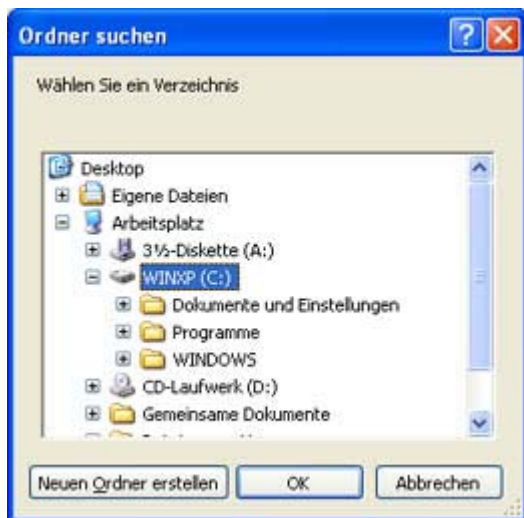 Ordner suchen
Wählen Sie ein Verzeichnis
Desktop
Eigene Dateien
Arbeitsplatz
3½-Diskette (A:)
WINXP (C:)
Dokumente und Einstellungen
Programme
WINDOWS
CD-Laufwerk (D:)
Gemeinsame Dokumente
Neuen Ordner erstellen
OK
Abbrechen